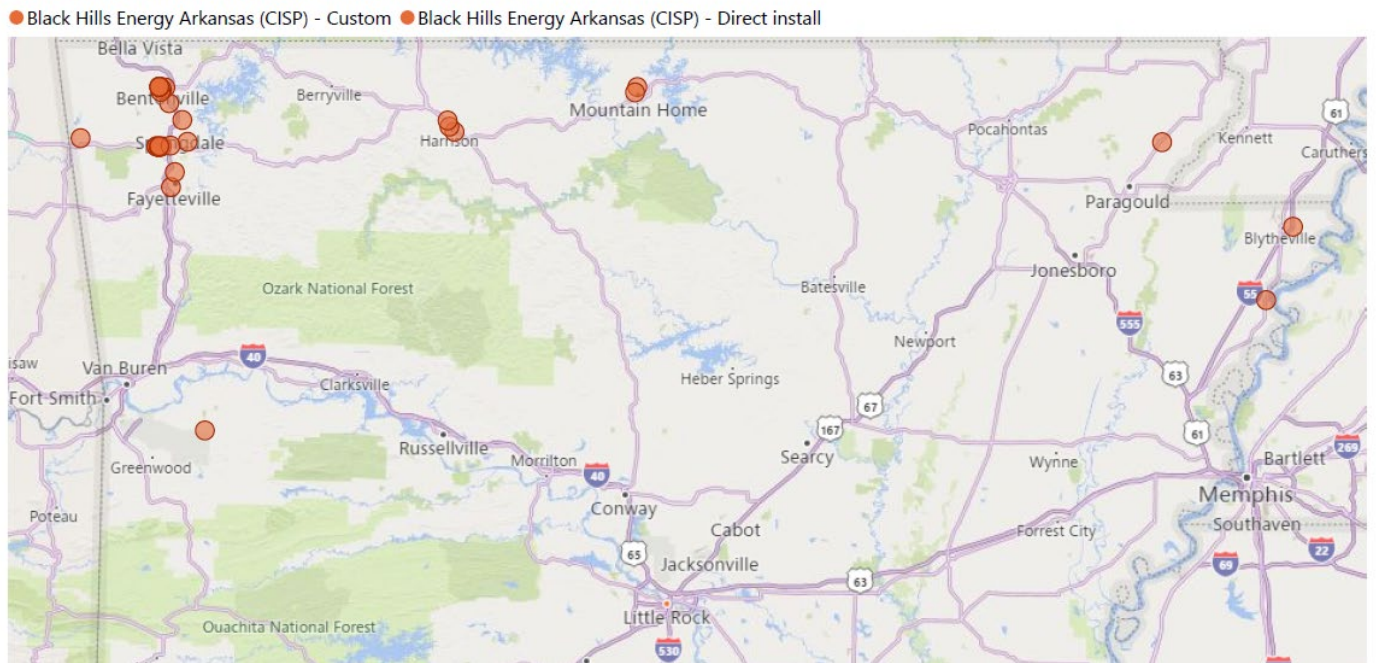 Black Hills Energy Arkansas (CISP) - Custom Black Hills Energy Arkansas (CISP) - Direct install
Bella Vista
Bentonville
Berryville
Mountain Home
61
Pocahontas
Harrison
Kennett
Springdale
Caruthers
Fayetteville
Paragould
Blytheville
Jonesboro
Ozark National Forest
Batesville
55
555
Newport
40
isaw
Van Buren
Heber Springs
63
Clarksville
Fort Smith
67
167
61
Russellville
269
Searcy
Bartlett
Morrilton
Wynne
Greenwood
40
Memphis
Conway
Poteau
Southaven
Cabot
Forrest City
65
22
Jacksonville
69
63
Little Rock
Ouachita National Forest
530